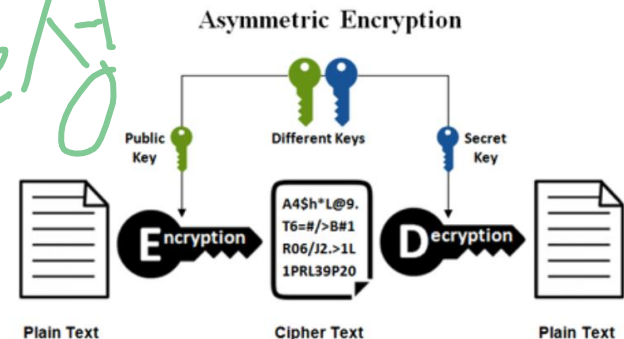 Asymmetric Encryption
Public Key
Different Keys
Secret Key
Encryption
A4$h*L@9.
T6=#/>B#1
R06/J2.>1L
1PRL39P20
Decryption
Plain Text
Cipher Text
Plain Text